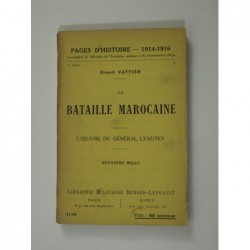 PAGES D'HISTOIRE — 1914-1916
Ernest VAFFIER
LA
BATAILLE MAROCAINE
L'ŒUVRE DU GÉNÉRAL LYAUTEY
DEUXIÈME MILLE
LIBRAIRIE MILITAIRE BERGER-LEVRAULT
PARIS
NANCY